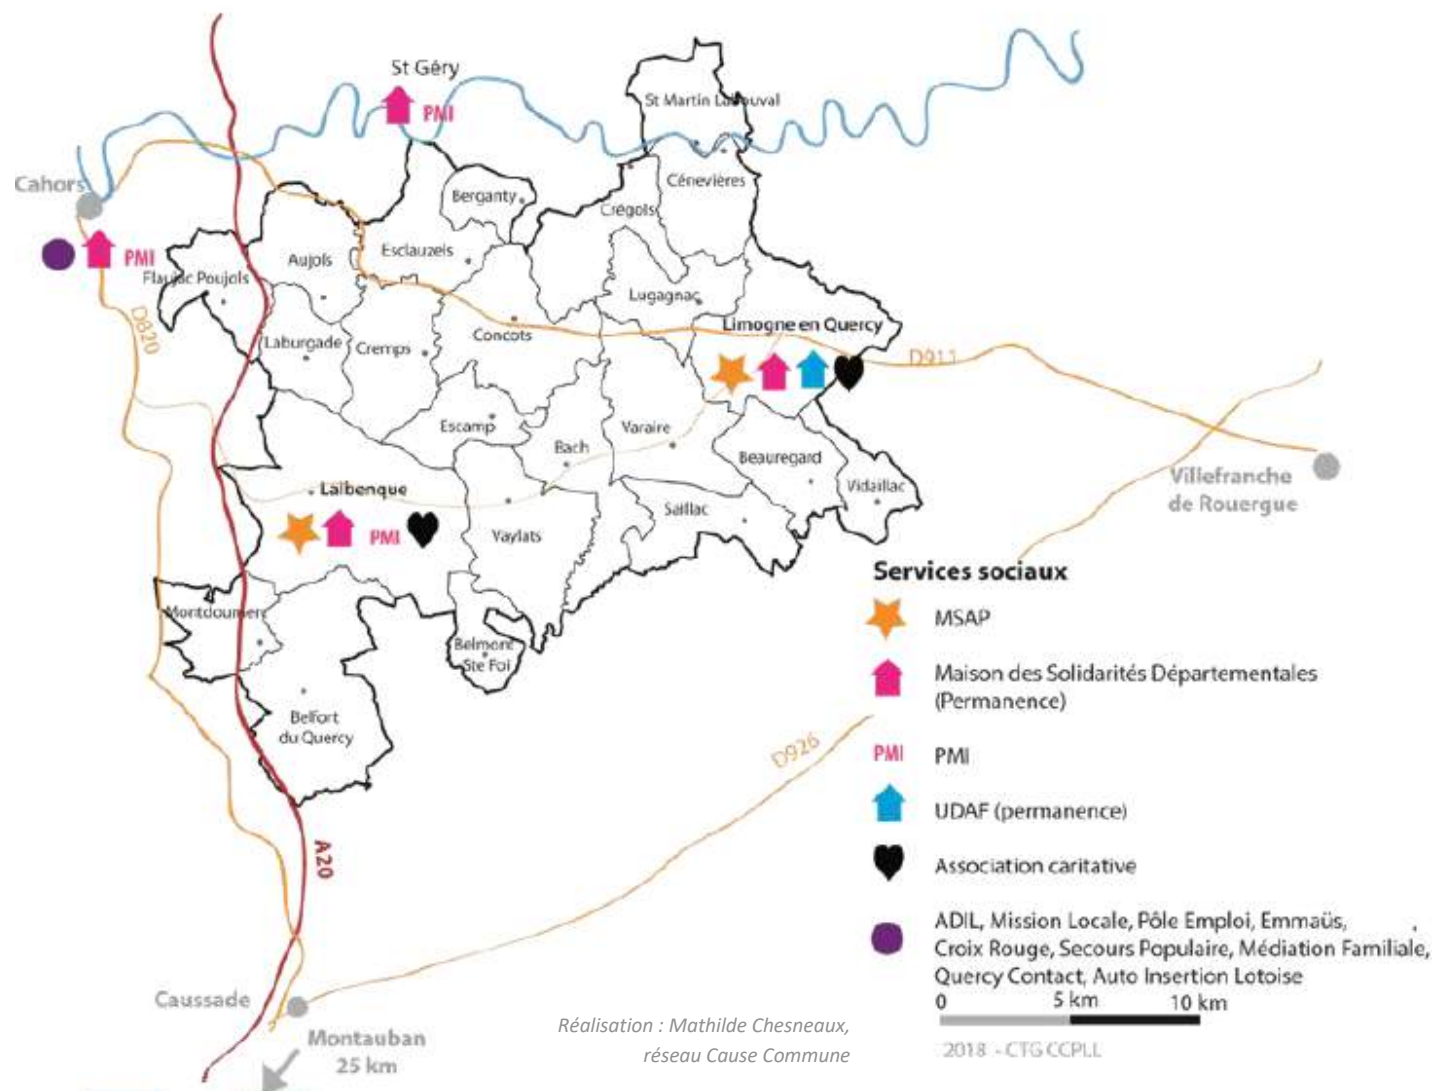 St Géry
PMI
St Martin Labouval
Cahors
Cénevières
Berganty
Crégols
PMI
Esclauzels
Aujols
Flaujac Poujols
Lugagnac
D820
Limogne en Quercy
Laburgade
Cremps
Concots
D911
Escamp
Varaire
Bach
Beauregard
Vidaillac
Villefranche
de Rouergue
Lalbenque
Saillac
PMI
Vaylats
Services sociaux
MSAP
Montdoumerc
Belmont
Ste Foi
Maison des Solidarités Départementales
(Permanence)
Belfort
du Quercy
D926
PMI
PMI
UDAF (permanence)
A20
Association caritative
ADIL, Mission Locale, Pôle Emploi, Emmaüs,
Croix Rouge, Secours Populaire, Médiation Familiale,
Quercy Contact, Auto Insertion Lotoise
0 5 km 10 km
Caussade
Réalisation : Mathilde Chesneaux,
réseau Cause Commune
Montauban
25 km
2018 - CTG CCPLL